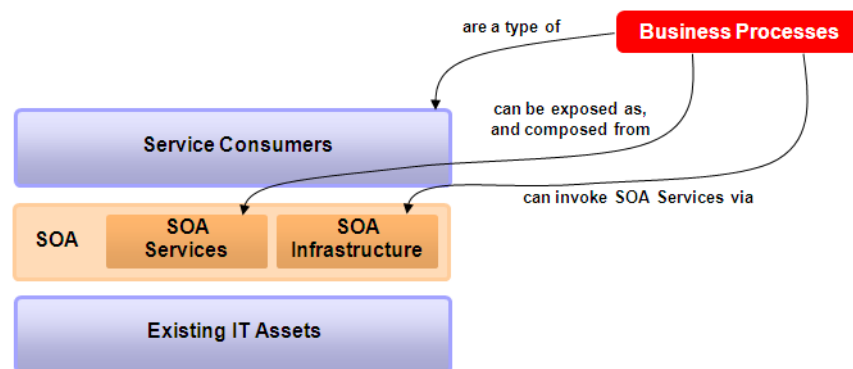 are a type of
Business Processes
can be exposed as,
and composed from
Service Consumers
can invoke SOA Services via
SOA
SOA
Services
SOA
Infrastructure
Existing IT Assets